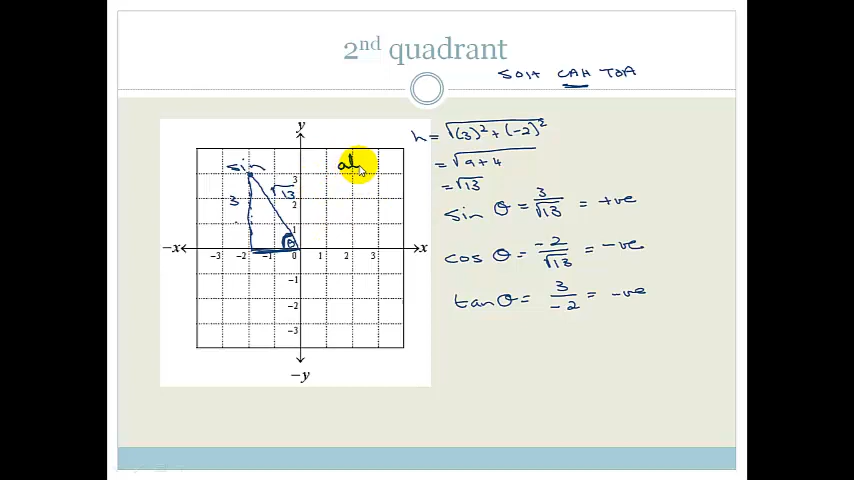 2nd quadrant
SOH CAH TOA
y
h = √(3)² + (-2)²
sin
= √9+4
3
√13
= √13
3
2
sin θ = 3/√13 = +ve
1
θ
−x
−3 −2 −1 0 1 2 3
x
cos θ = -2/√13 = -ve
−1
−2
tan θ = 3/-2 = -ve
−3
−y